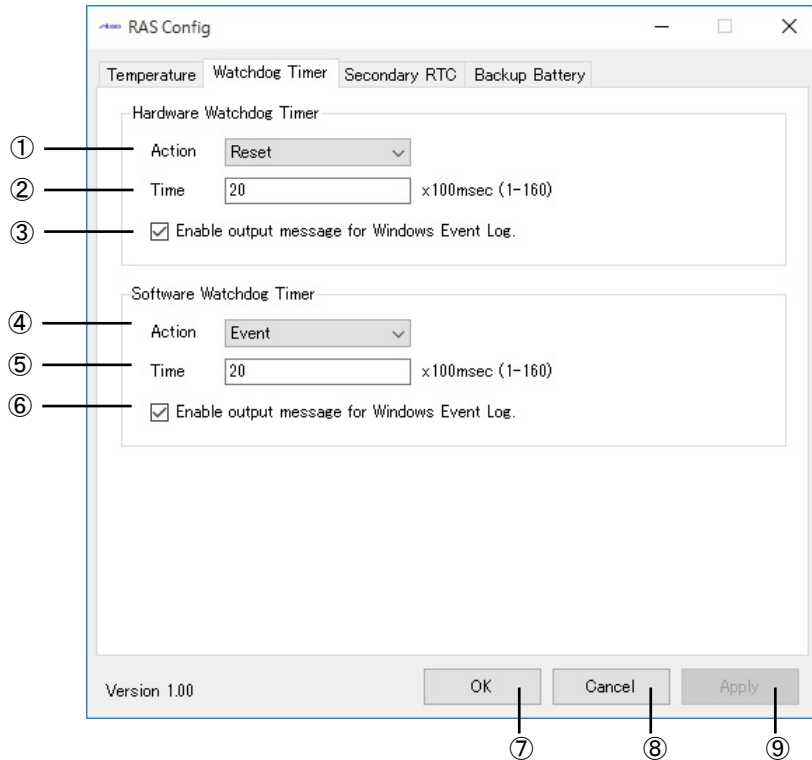 RAS Config
Temperature Watchdog Timer Secondary RTC Backup Battery
Hardware Watchdog Timer
① Action Reset
② Time 20 x100msec (1-160)
③ Enable output message for Windows Event Log.
Software Watchdog Timer
④ Action Event
⑤ Time 20 x100msec (1-160)
⑥ Enable output message for Windows Event Log.
Version 1.00 OK Cancel Apply
⑦ ⑧ ⑨